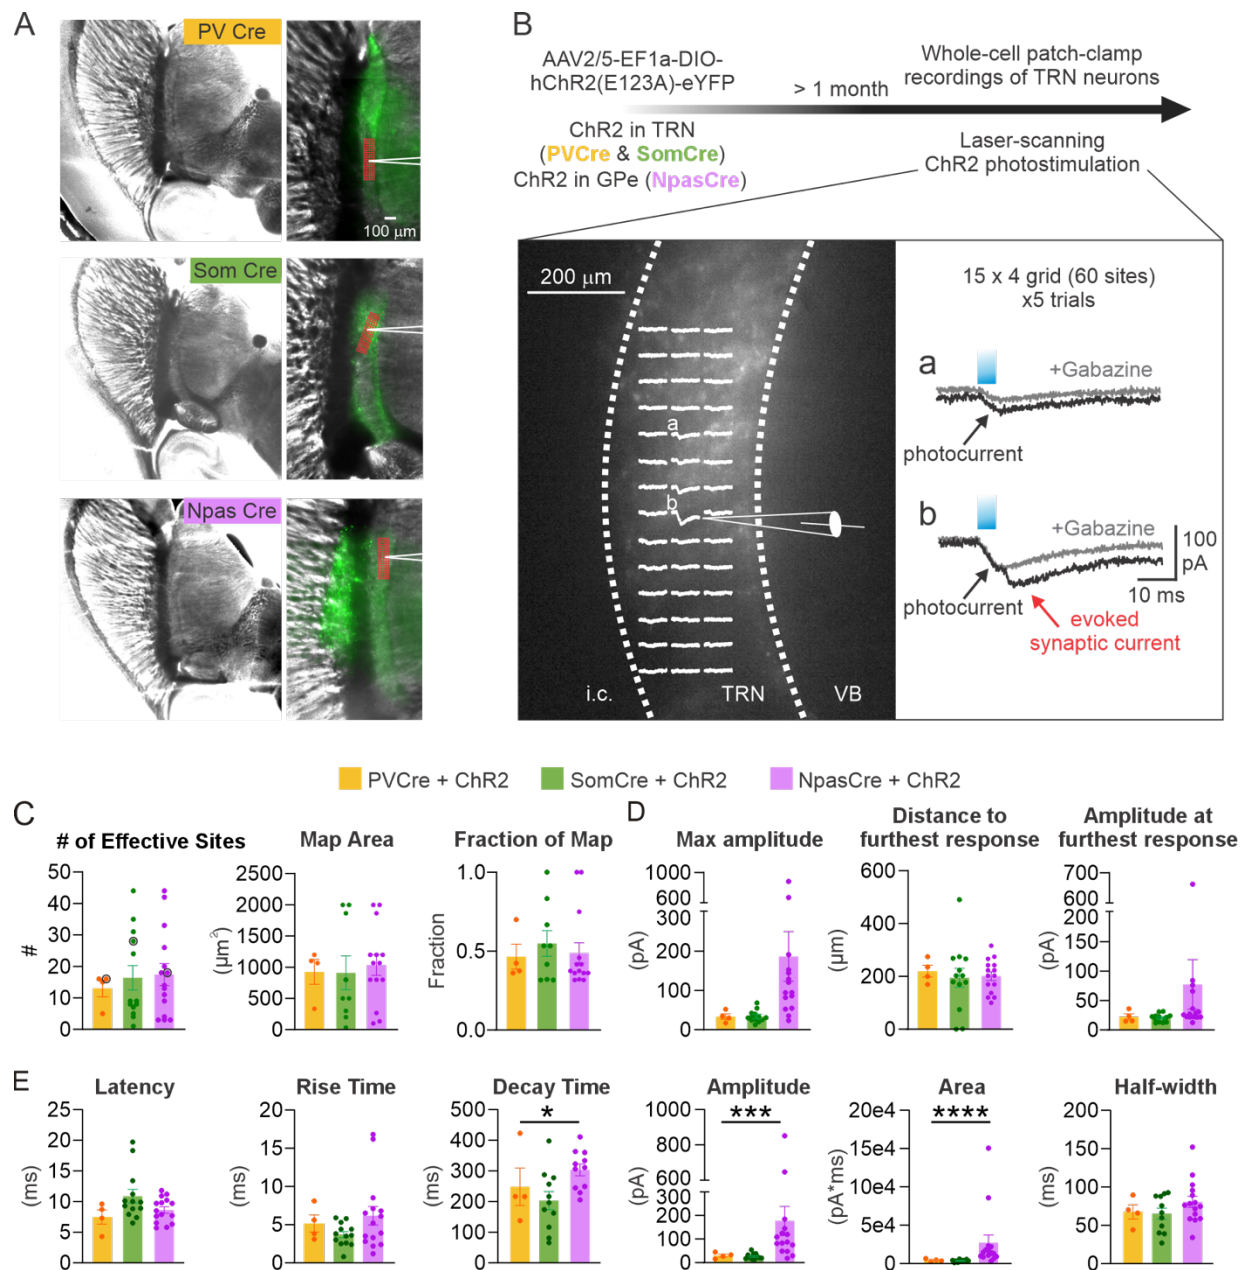 A
PV Cre
100 µm
Som Cre
Npas Cre
B
AAV2/5-EF1a-DIO-
hChR2(E123A)-eYFP
ChR2 in TRN
(PVCre & SomCre)
ChR2 in GPe (NpasCre)
> 1 month
Whole-cell patch-clamp
recordings of TRN neurons
Laser-scanning
ChR2 photostimulation
200 µm
a
b
i.c.
TRN
VB
15 x 4 grid (60 sites)
x5 trials
a
+Gabazine
photocurrent
b
+Gabazine
photocurrent
100
pA
10 ms
evoked
synaptic current
PVCre + ChR2
SomCre + ChR2
NpasCre + ChR2
C
# of Effective Sites
#
50
40
30
20
10
0
Map Area
(µm²)
2500
2000
1500
1000
500
0
Fraction of Map
Fraction
1.0
0.5
0.0
D
Max amplitude
(pA)
1000
600
300
200
100
0
Distance to
furthest response
(µm)
600
400
200
0
Amplitude at
furthest response
(pA)
700
600
200
150
100
50
0
E
Latency
(ms)
25
20
15
10
5
0
Rise Time
(ms)
20
15
10
5
0
Decay Time
*
(ms)
500
400
300
200
100
0
Amplitude
***
(pA)
1000
800
600
300
200
100
0
Area
****
(pA*ms)
20e4
15e4
10e4
5e4
0
Half-width
(ms)
200
150
100
50
0